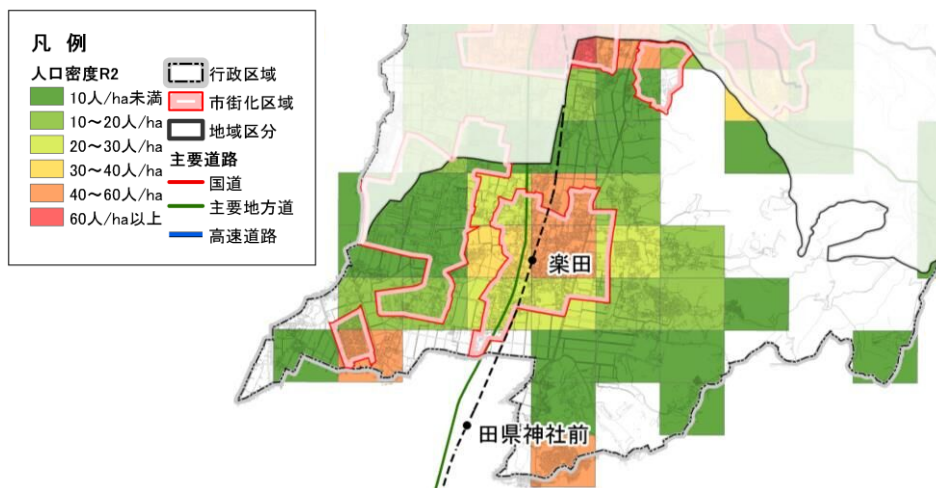 凡 例
人口密度R2
10人/ha未満
10～20人/ha
20～30人/ha
30～40人/ha
40～60人/ha
60人/ha以上
行政区域
市街化区域
地域区分
主要道路
国道
主要地方道
高速道路
楽田
田県神社前